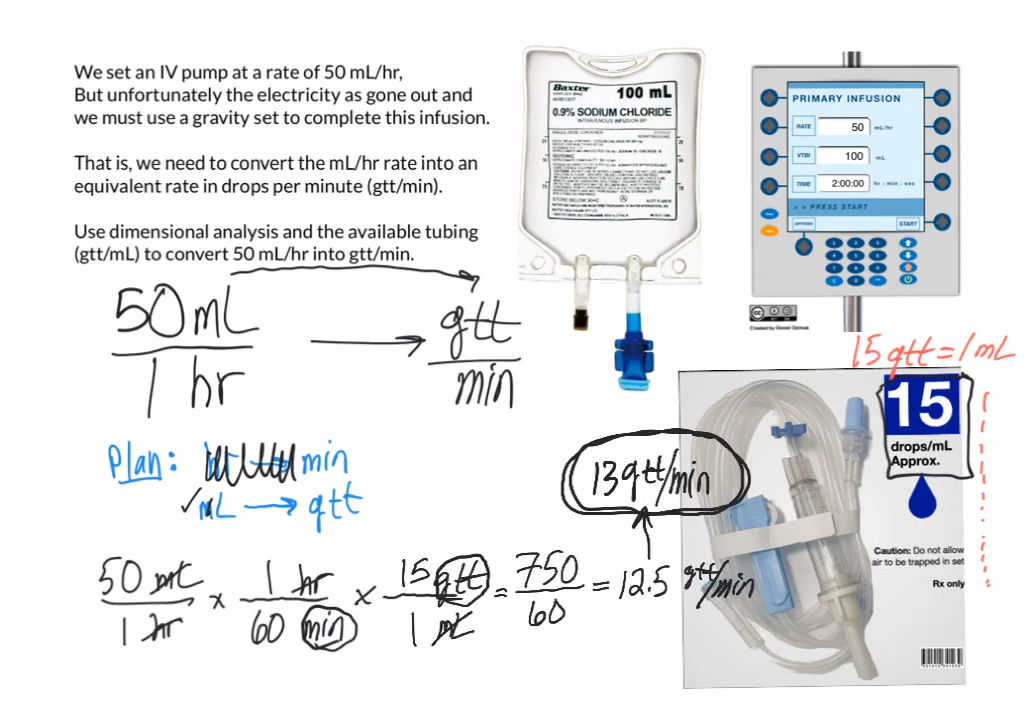 We set an IV pump at a rate of 50 mL/hr,
But unfortunately the electricity as gone out and
we must use a gravity set to complete this infusion.
That is, we need to convert the mL/hr rate into an
equivalent rate in drops per minute (gtt/min).
Use dimensional analysis and the available tubing
(gtt/mL) to convert 50 mL/hr into gtt/min.
50 mL
1 hr
→
gtt
min
Baxter
100 mL
0.9% SODIUM CHLORIDE
INTRAVENOUS INFUSION BP
PRIMARY INFUSION
RATE 50 mL/hr
VTBI 100 mL
TIME 2:00:00 hr : min : sec
> > PRESS START
OPTIONS START
cc
Created by Daniel Ozimek
15 gtt = 1 mL
15
drops/mL
Approx.
Caution: Do not allow
air to be trapped in set
Rx only
Plan: min
✓ mL → gtt
13 gtt/min
50 mL / 1 hr x 1 hr / 60 min x 15 gtt / 1 mL = 750 / 60 = 12.5 gtt/min